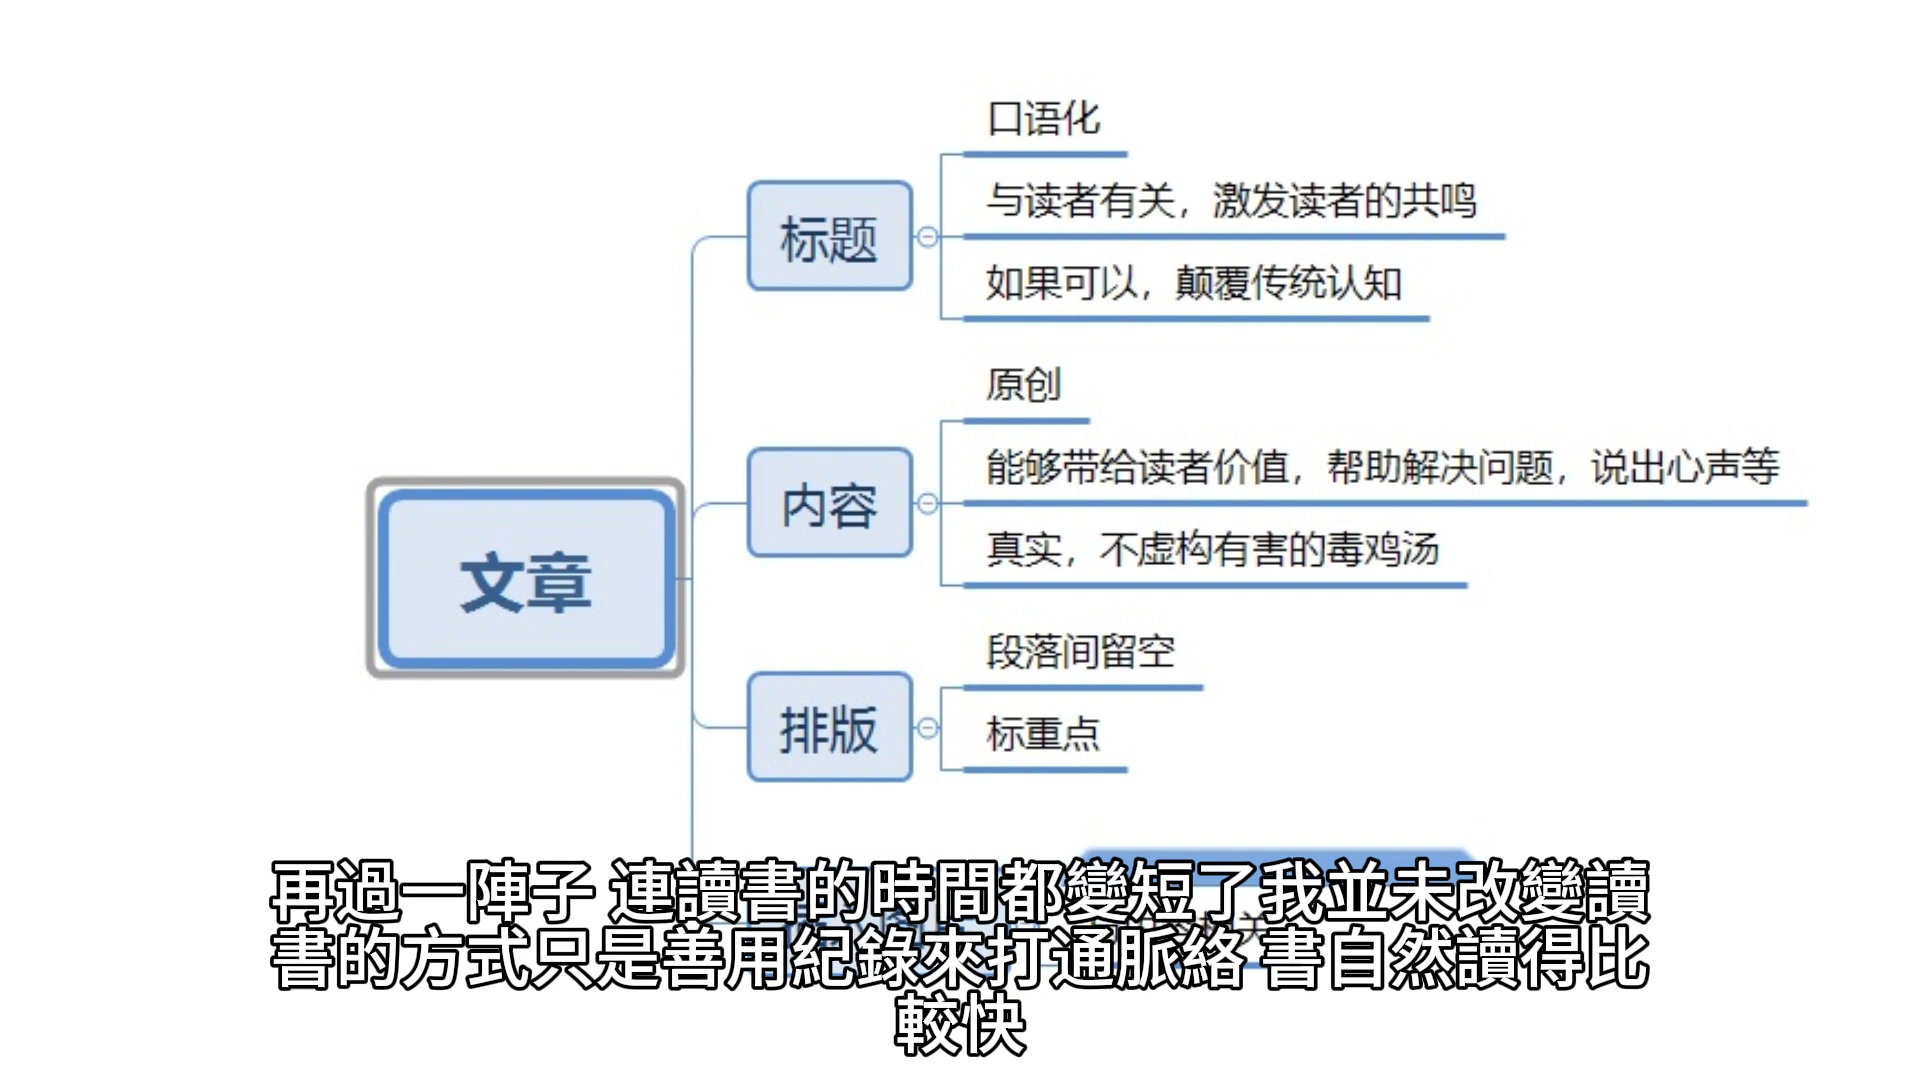 口语化
与读者有关，激发读者的共鸣
标题
如果可以，颠覆传统认知
原创
能够带给读者价值，帮助解决问题，说出心声等
内容
真实，不虚构有害的毒鸡汤
文章
段落间留空
排版
标重点
再過一陣子 連讀書的時間都變短了我並未改變讀
書的方式只是善用紀錄來打通脈絡 書自然讀得比
較快